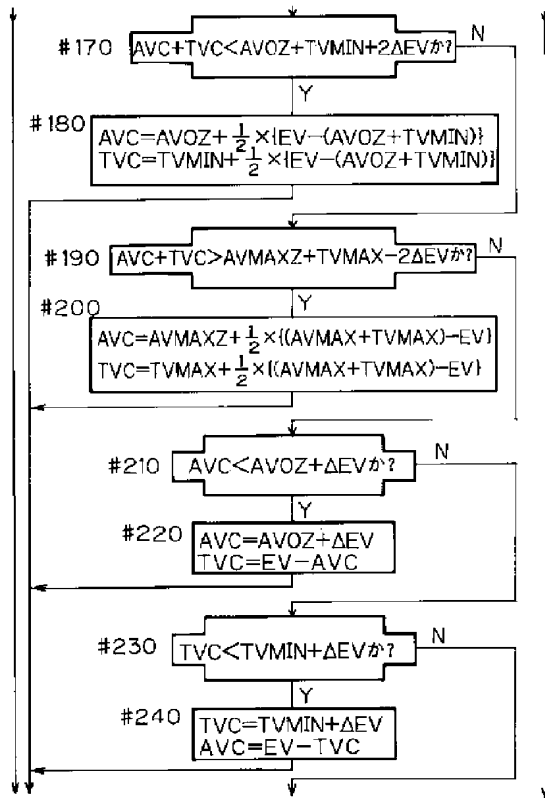 #170 AVC+TVC<AVOZ+TVMIN+2ΔEVか? N
Y
#180
AVC=AVOZ+1/2×{EV-(AVOZ+TVMIN)}
TVC=TVMIN+1/2×{EV-(AVOZ+TVMIN)}
#190 AVC+TVC>AVMAXZ+TVMAX-2ΔEVか? N
Y
#200
AVC=AVMAXZ+1/2×{(AVMAX+TVMAX)-EV}
TVC=TVMAX+1/2×{(AVMAX+TVMAX)-EV}
#210 AVC<AVOZ+ΔEVか? N
Y
#220
AVC=AVOZ+ΔEV
TVC=EV-AVC
#230 TVC<TVMIN+ΔEVか? N
Y
#240
TVC=TVMIN+ΔEV
AVC=EV-TVC